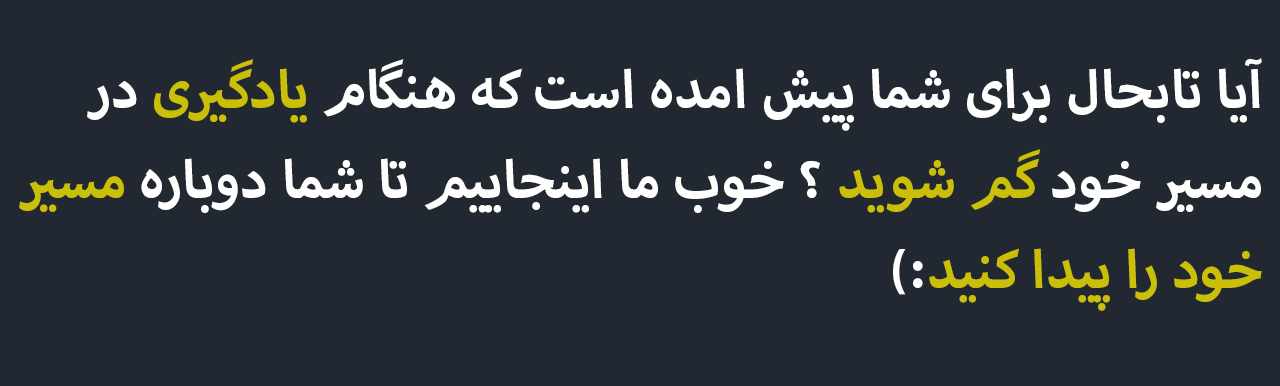 آیا تابحال برای شما پیش امده است که هنگام یادگیری در
مسیر خود گم شوید ؟ خوب ما اینجاییم تا شما دوباره مسیر
خود را پیدا کنید:)